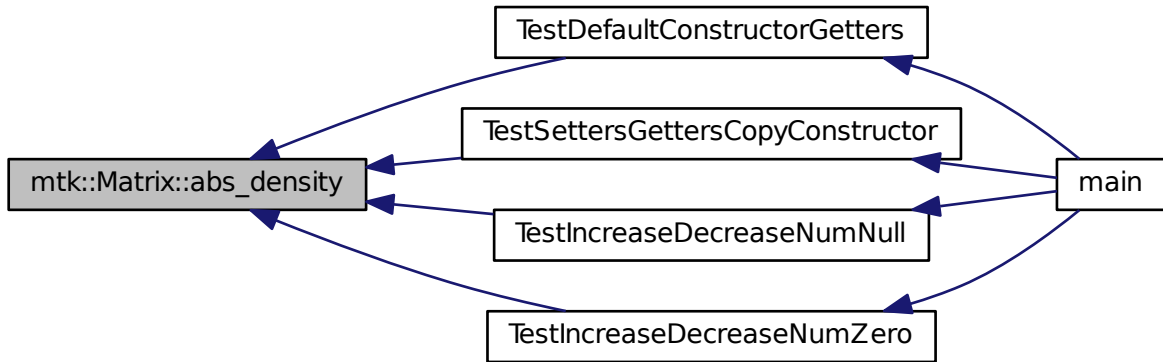 TestDefaultConstructorGetters
TestSettersGettersCopyConstructor
mtk::Matrix::abs_density
main
TestIncreaseDecreaseNumNull
TestIncreaseDecreaseNumZero